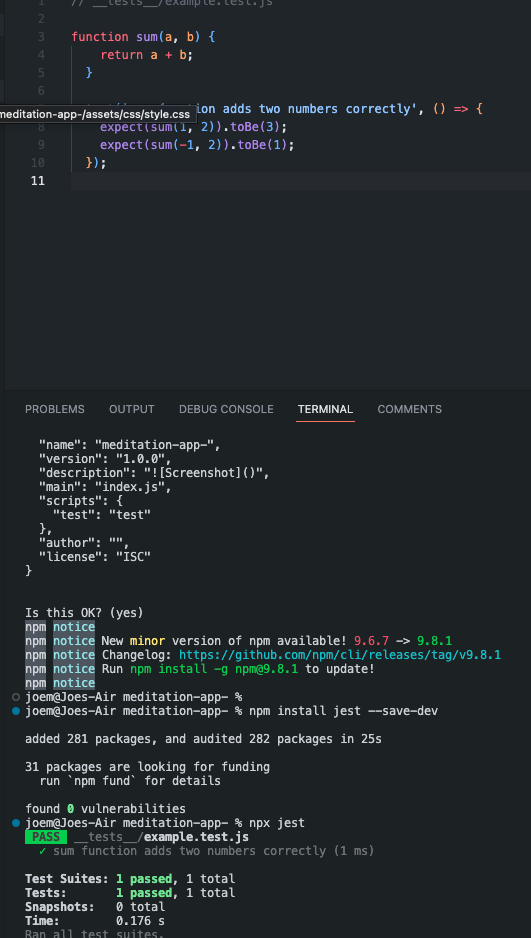 1 // __tests__/example.test.js
2
3 function sum(a, b) {
4 return a + b;
5 }
6
meditation-app-/assets/css/style.css ion adds two numbers correctly', () => {
8 expect(sum(1, 2)).toBe(3);
9 expect(sum(-1, 2)).toBe(1);
10 });
11
PROBLEMS OUTPUT DEBUG CONSOLE TERMINAL COMMENTS
"name": "meditation-app-",
"version": "1.0.0",
"description": "![Screenshot]()",
"main": "index.js",
"scripts": {
"test": "test"
},
"author": "",
"license": "ISC"
}
Is this OK? (yes)
npm notice
npm notice New minor version of npm available! 9.6.7 -> 9.8.1
npm notice Changelog: https://github.com/npm/cli/releases/tag/v9.8.1
npm notice Run npm install -g npm@9.8.1 to update!
npm notice
joem@Joes-Air meditation-app- %
joem@Joes-Air meditation-app- % npm install jest --save-dev
added 281 packages, and audited 282 packages in 25s
31 packages are looking for funding
run `npm fund` for details
found 0 vulnerabilities
joem@Joes-Air meditation-app- % npx jest
PASS __tests__/example.test.js
✓ sum function adds two numbers correctly (1 ms)
Test Suites: 1 passed, 1 total
Tests: 1 passed, 1 total
Snapshots: 0 total
Time: 0.176 s
Ran all test suites.